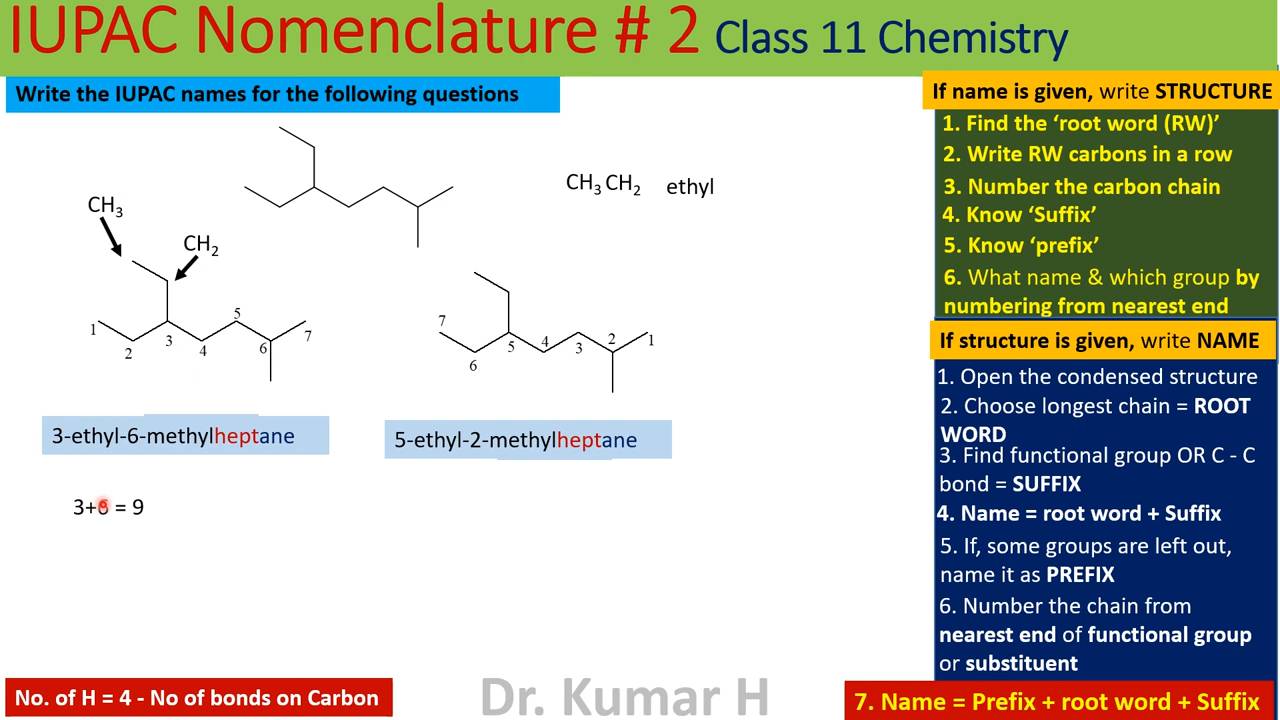 IUPAC Nomenclature # 2 Class 11 Chemistry
Write the IUPAC names for the following questions
CH3 CH2 ethyl
CH3
CH2
1
2
3
4
5
6
7
7
6
5
4
3
2
1
3-ethyl-6-methylheptane
5-ethyl-2-methylheptane
3+6 = 9
No. of H = 4 - No of bonds on Carbon
Dr. Kumar H
If name is given, write STRUCTURE
1. Find the ‘root word (RW)’
2. Write RW carbons in a row
3. Number the carbon chain
4. Know ‘Suffix’
5. Know ‘prefix’
6. What name & which group by
numbering from nearest end
If structure is given, write NAME
1. Open the condensed structure
2. Choose longest chain = ROOT
WORD
3. Find functional group OR C - C
bond = SUFFIX
4. Name = root word + Suffix
5. If, some groups are left out,
name it as PREFIX
6. Number the chain from
nearest end of functional group
or substituent
7. Name = Prefix + root word + Suffix